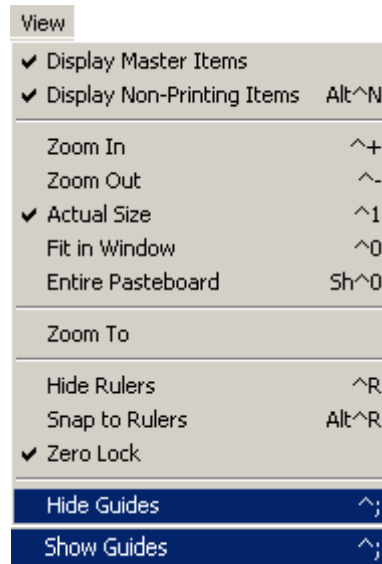 View
✔ Display Master Items
✔ Display Non-Printing Items Alt^N
Zoom In ^+
Zoom Out ^-
✔ Actual Size ^1
Fit in Window ^0
Entire Pasteboard Sh^0
Zoom To
Hide Rulers ^R
Snap to Rulers Alt^R
✔ Zero Lock
Hide Guides ^;
Show Guides ^;